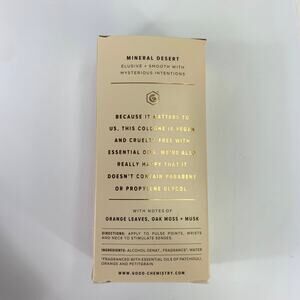 MINERAL DESERT
ELUSIVE + SMOOTH WITH
MYSTERIOUS INTENTIONS
BECAUSE IT MATTERS TO
US, THIS COLOGNE IS VEGAN
AND CRUELTY FREE WITH
ESSENTIAL OILS. WE'RE ALSO
REALLY HAPPY THAT IT
DOESN'T CONTAIN PARABENS
OR PROPYLENE GLYCOL.
WITH NOTES OF
ORANGE LEAVES, OAK MOSS + MUSK
DIRECTIONS: APPLY TO PULSE POINTS, WRISTS
AND NECK TO STIMULATE SENSES.
INGREDIENTS: ALCOHOL DENAT., FRAGRANCE*, WATER
*FRAGRANCED WITH ESSENTIAL OILS OF PATCHOULI,
ORANGE AND PETITGRAIN
WWW.GOOD-CHEMISTRY.COM